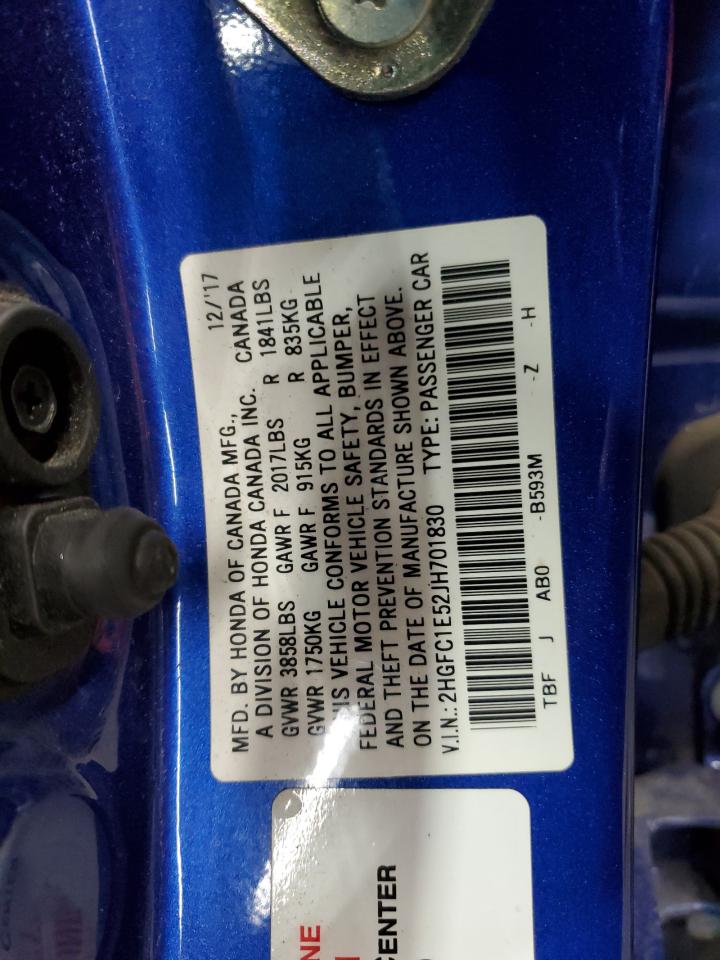 12/'17
MFD. BY HONDA OF CANADA MFG.,
A DIVISION OF HONDA CANADA INC. CANADA
GVWR 3858LBS GAWR F 2017LBS R 1841LBS
GVWR 1750KG GAWR F 915KG R 835KG
IS VEHICLE CONFORMS TO ALL APPLICABLE
FEDERAL MOTOR VEHICLE SAFETY, BUMPER,
AND THEFT PREVENTION STANDARDS IN EFFECT
ON THE DATE OF MANUFACTURE SHOWN ABOVE.
V.I.N.: 2HGFC1E52JH701830 TYPE: PASSENGER CAR
TBF J AB0 -B593M -Z -H
NE
CENTER